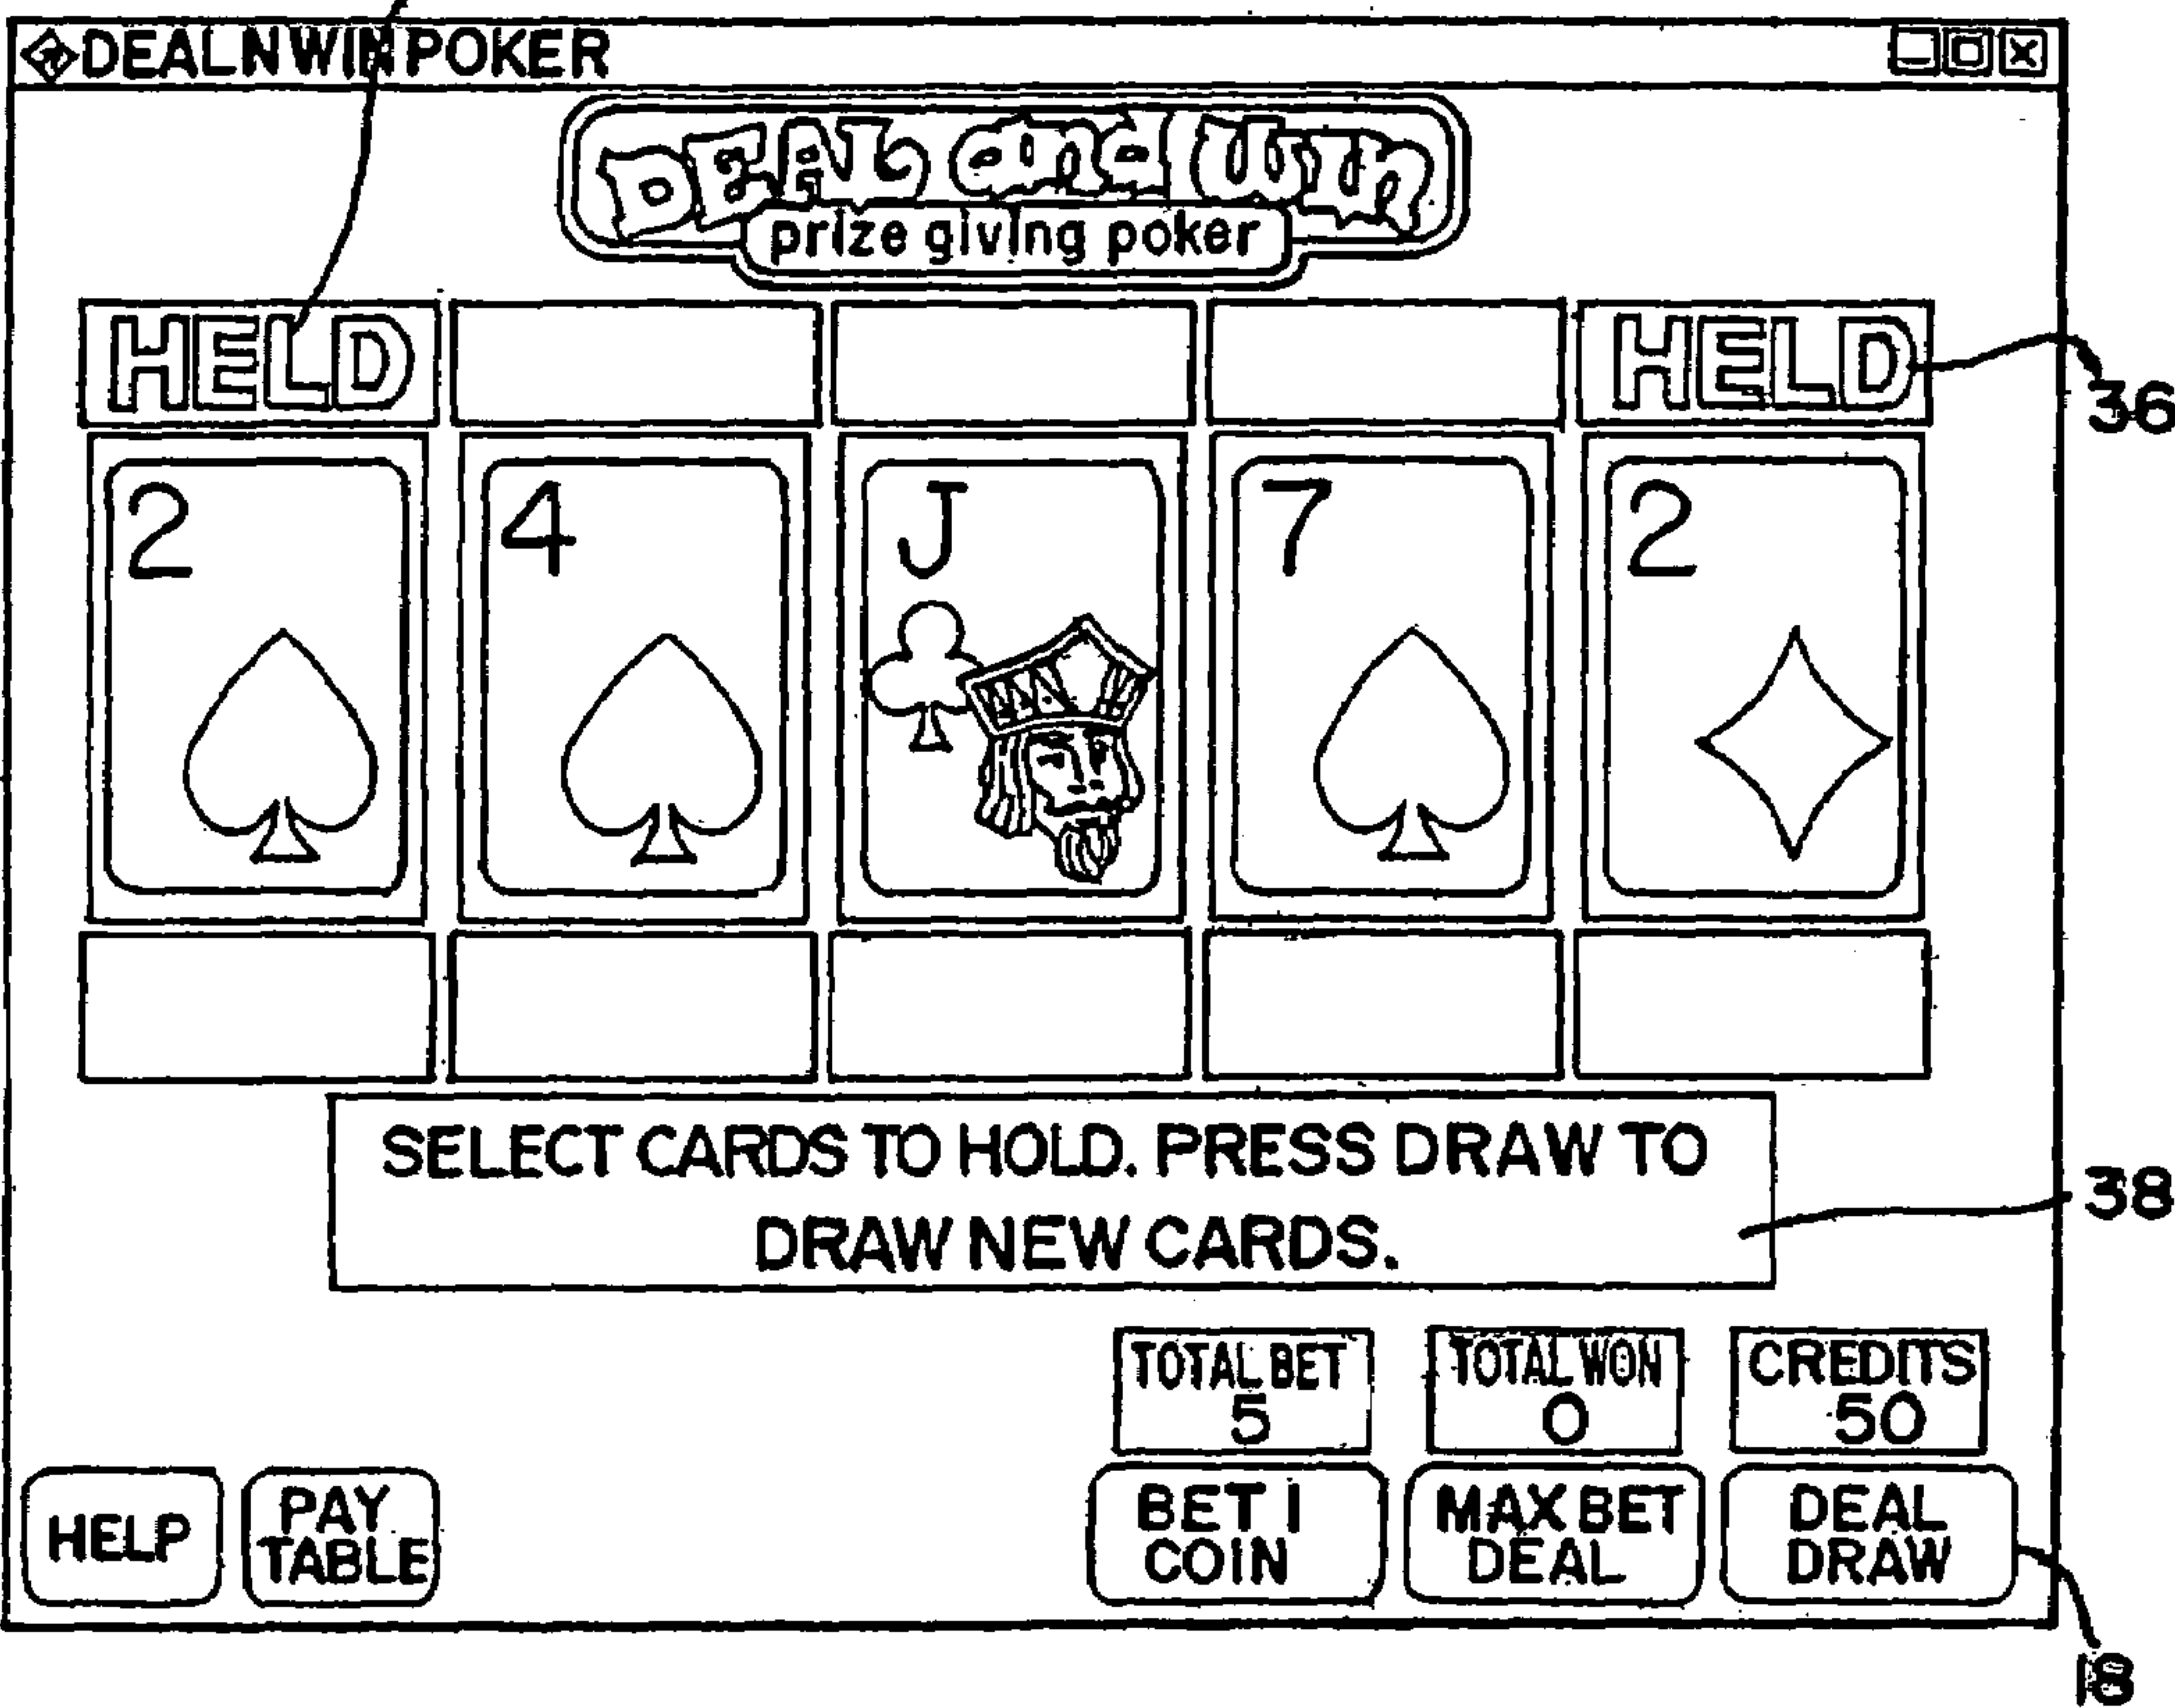 DEALNWINPOKER
DEAL and Win
prize giving poker
HELD HELD
36
2 4 J 7 2
SELECT CARDS TO HOLD. PRESS DRAW TO
DRAW NEW CARDS.
38
TOTAL BET TOTAL WON CREDITS
5 0 50
HELP
PAY
TABLE
BET 1
COIN
MAX BET
DEAL
DEAL
DRAW
18